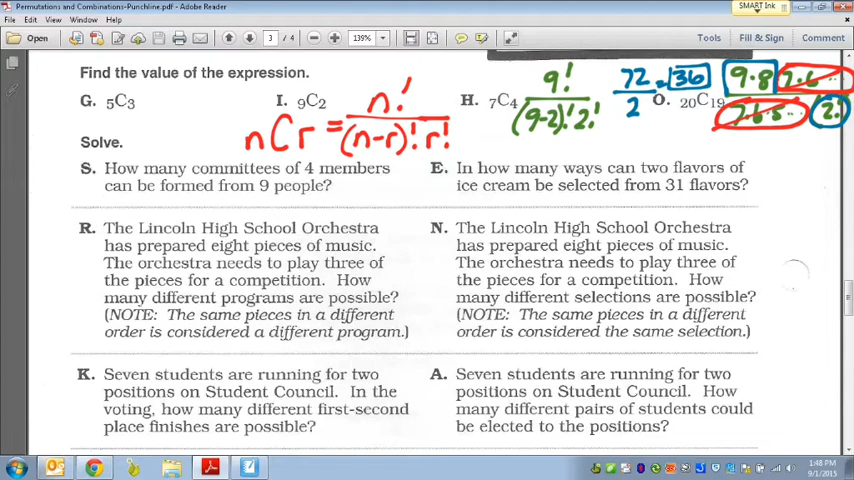 Permutations and Combinations-Punchline.pdf - Adobe Reader
SMART Ink
File Edit View Window Help
Open
3 / 4
139%
Tools Fill & Sign Comment
Find the value of the expression.
G. 5C3 I. 9C2 H. 7C4 O. 20C19
nCr = n! / (n-r)! r!
9! / (9-2)! 2!
72 / 2 = 36
9·8 7·6··
7·6·5·· 2!
Solve.
S. How many committees of 4 members
can be formed from 9 people?
E. In how many ways can two flavors of
ice cream be selected from 31 flavors?
R. The Lincoln High School Orchestra
has prepared eight pieces of music.
The orchestra needs to play three of
the pieces for a competition. How
many different programs are possible?
(NOTE: The same pieces in a different
order is considered a different program.)
N. The Lincoln High School Orchestra
has prepared eight pieces of music.
The orchestra needs to play three of
the pieces for a competition. How
many different selections are possible?
(NOTE: The same pieces in a different
order is considered the same selection.)
K. Seven students are running for two
positions on Student Council. In the
voting, how many different first-second
place finishes are possible?
A. Seven students are running for two
positions on Student Council. How
many different pairs of students could
be elected to the positions?
1:48 PM
9/1/2015